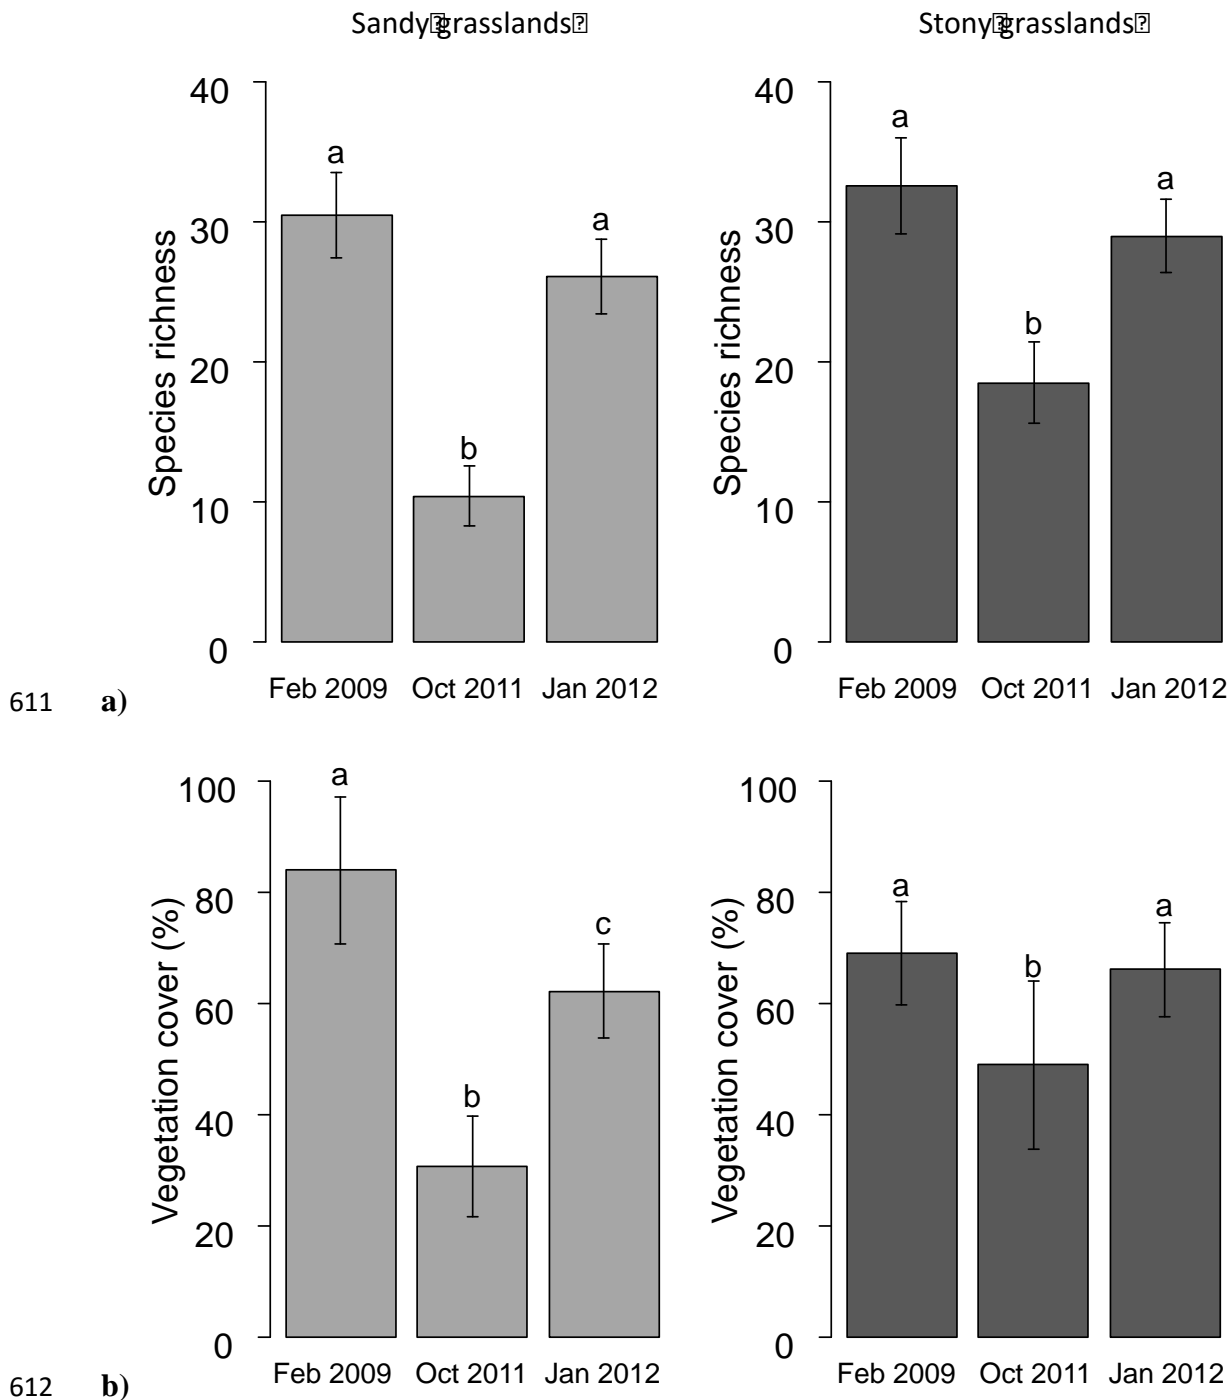 Sandy grasslands
Stony grasslands
40
30
20
10
0
Species richness
a
b
a
Feb 2009 Oct 2011 Jan 2012
40
30
20
10
0
Species richness
a
b
a
Feb 2009 Oct 2011 Jan 2012
611 a)
100
80
60
40
20
0
Vegetation cover (%)
a
b
c
Feb 2009 Oct 2011 Jan 2012
100
80
60
40
20
0
Vegetation cover (%)
a
b
a
Feb 2009 Oct 2011 Jan 2012
612 b)